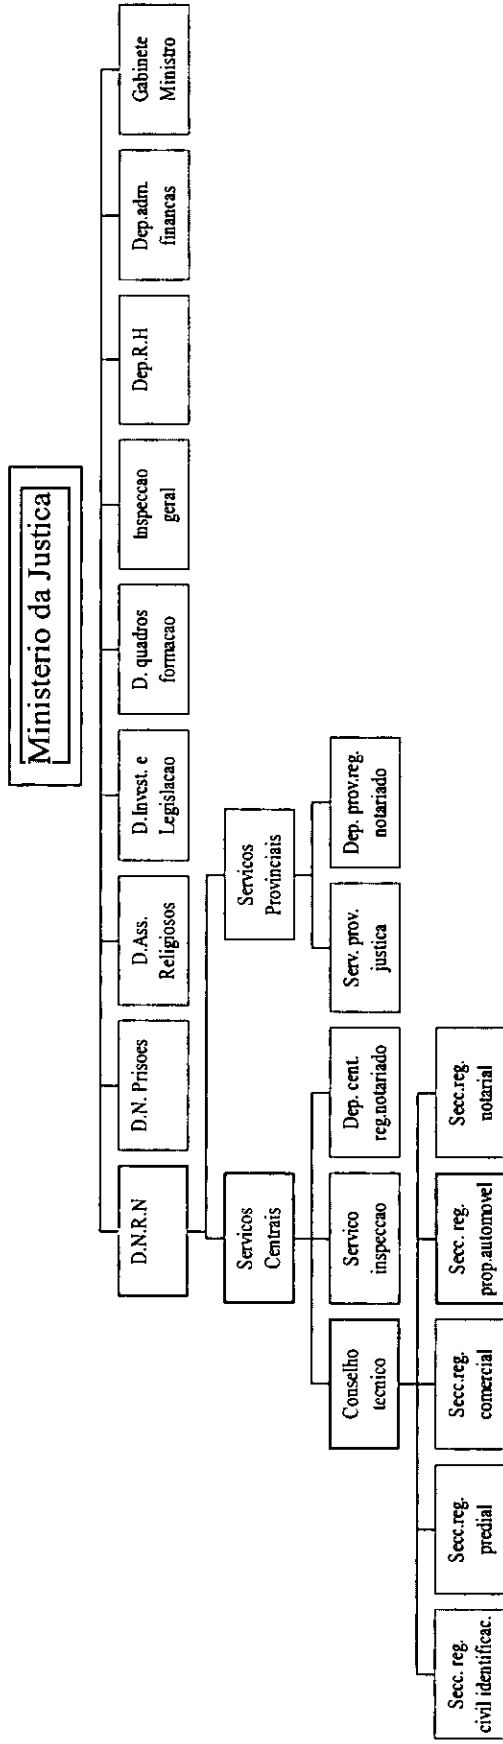 Ministerio da Justica
D.N.R.N
D.N. Prisoes
D.Ass.
Religiosos
D.Invest. e
Legislacao
D. quadros
formacao
Inspeccao
geral
Dep.R.H
Dep.adm.
financas
Gabinete
Ministro
Servicos
Centrais
Servicos
Provinciais
Conselho
tecnico
Servico
inspeccao
Dep. cent.
reg.notariado
Serv. prov.
justica
Dep. prov.reg.
notariado
Secc. reg.
civil identificac.
Secc.reg.
predial
Secc.reg.
comercial
Secc. reg.
prop.automovel
Secc.reg.
notarial